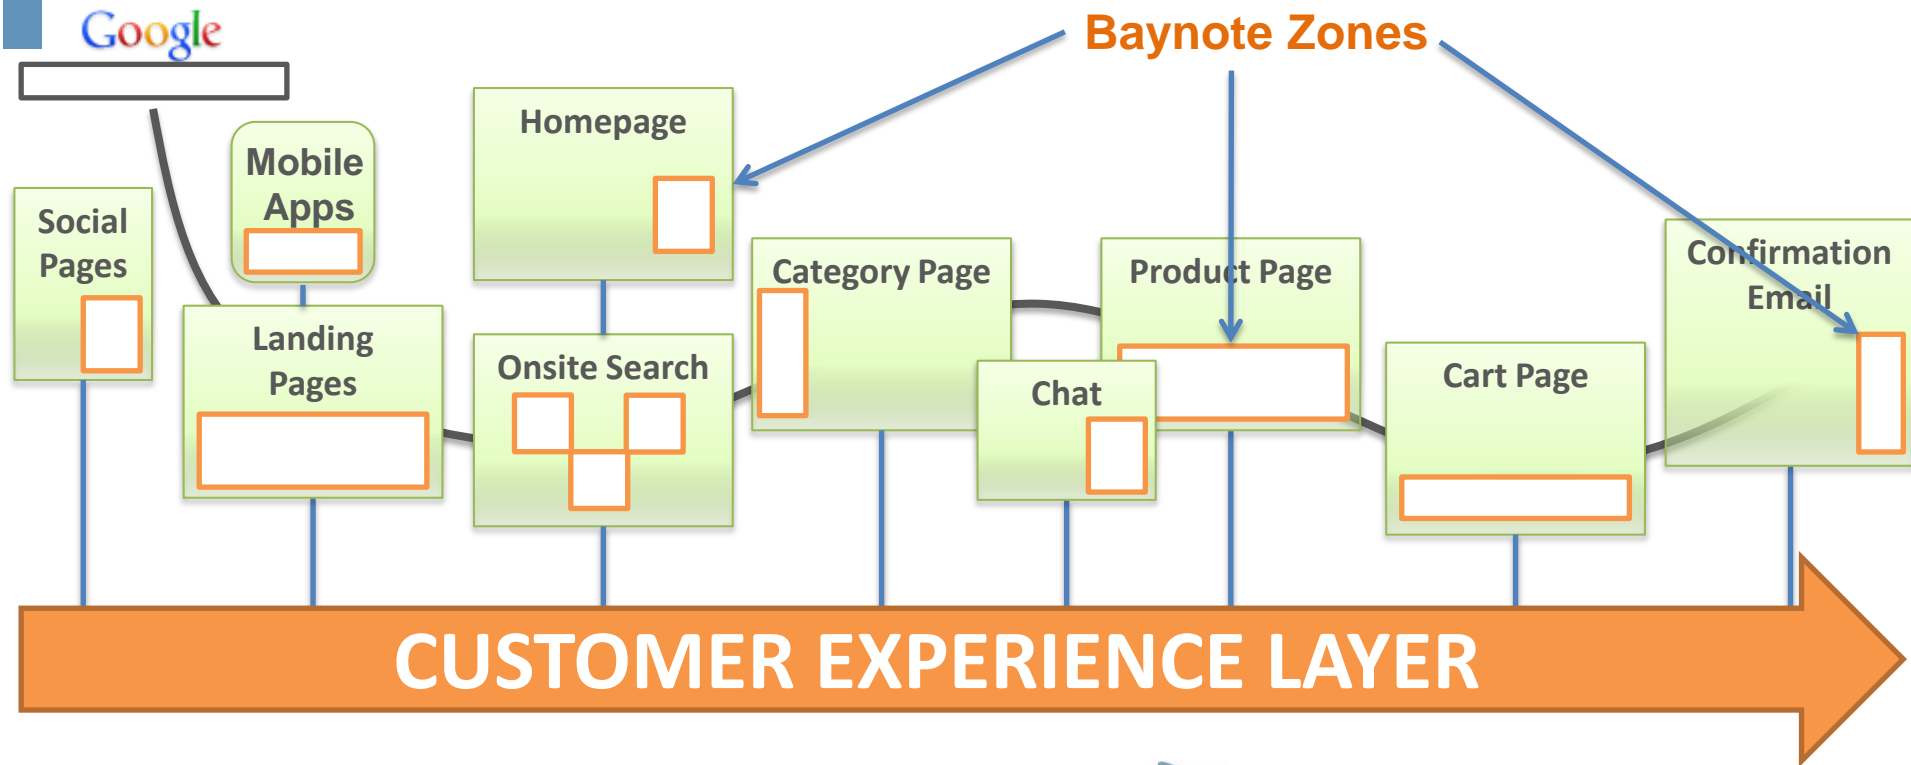 Google
Baynote Zones
Homepage
Mobile
Apps
Social
Pages
Category Page
Product Page
Confirmation
Email
Landing
Pages
Onsite Search
Chat
Cart Page
CUSTOMER EXPERIENCE LAYER